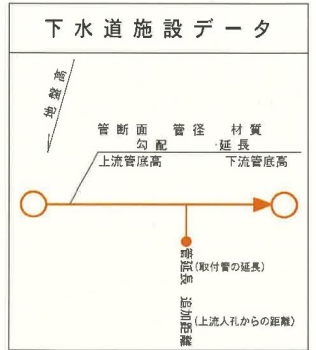 下水道施設データ
地盤高
管断面 管径 材質
勾配 延長
上流管底高 下流管底高
管延長 (取付管の延長)
追加距離 (上流人孔からの距離)